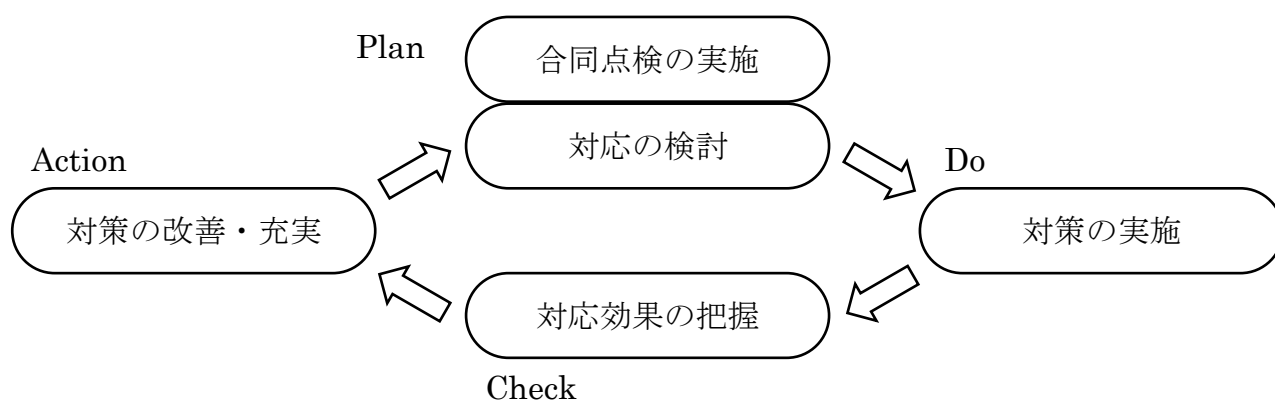 Plan
合同点検の実施
対応の検討
Action
Do
対策の改善・充実
対策の実施
対応効果の把握
Check